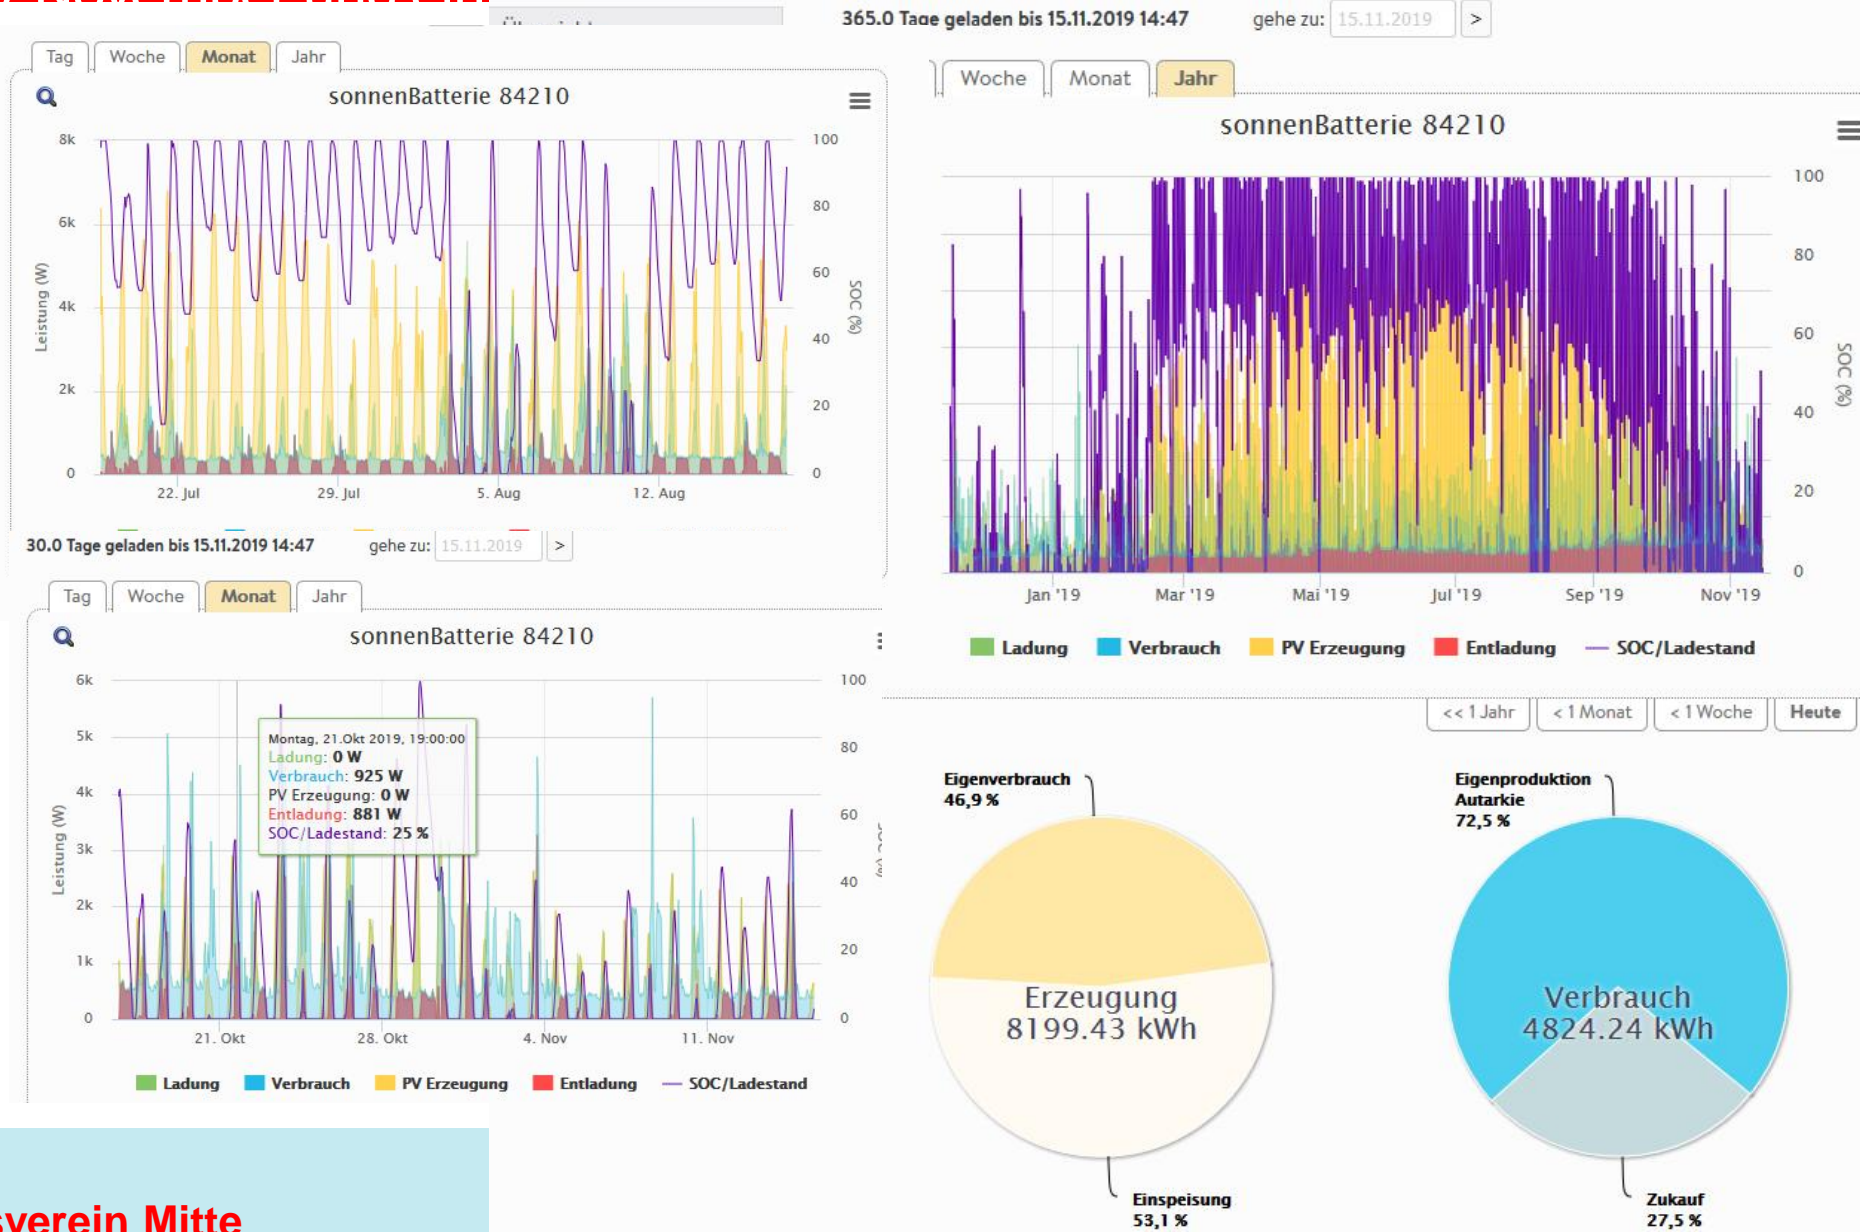 365.0 Tage geladen bis 15.11.2019 14:47
gehe zu: 15.11.2019 >
Tag Woche Monat Jahr
sonnenBatterie 84210
8k
6k
4k
2k
0
Leistung (W)
100
80
60
40
20
0
SOC (%)
22. Jul 29. Jul 5. Aug 12. Aug
30.0 Tage geladen bis 15.11.2019 14:47
gehe zu: 15.11.2019 >
Tag Woche Monat Jahr
sonnenBatterie 84210
6k
5k
4k
3k
2k
1k
0
Leistung (W)
100
80
60
40
20
0
Montag, 21.Okt 2019, 19:00:00
Ladung: 0 W
Verbrauch: 925 W
PV Erzeugung: 0 W
Entladung: 881 W
SOC/Ladestand: 25 %
21. Okt 28. Okt 4. Nov 11. Nov
Ladung Verbrauch PV Erzeugung Entladung SOC/Ladestand
Woche Monat Jahr
sonnenBatterie 84210
100
80
60
40
20
0
SOC (%)
Jan '19 Mar '19 Mai '19 Jul '19 Sep '19 Nov '19
Ladung Verbrauch PV Erzeugung Entladung SOC/Ladestand
<< 1 Jahr < 1 Monat < 1 Woche Heute
Eigenverbrauch
46,9 %
Erzeugung
8199.43 kWh
Einspeisung
53,1 %
Eigenproduktion
Autarkie
72,5 %
Verbrauch
4824.24 kWh
Zukauf
27,5 %
sverein Mitte